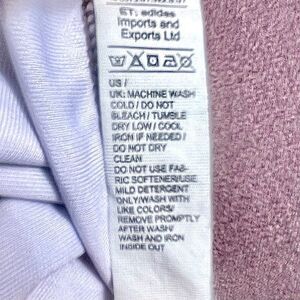 ET: adidas
Imports and
Exports Ltd
US /
UK: MACHINE WASH
COLD / DO NOT
BLEACH / TUMBLE
DRY LOW / COOL
IRON IF NEEDED /
DO NOT DRY
CLEAN
DO NOT USE FAB-
RIC SOFTENER/USE
MILD DETERGENT
ONLY/WASH WITH
LIKE COLORS/
REMOVE PROMPTLY
AFTER WASH/
WASH AND IRON
INSIDE OUT